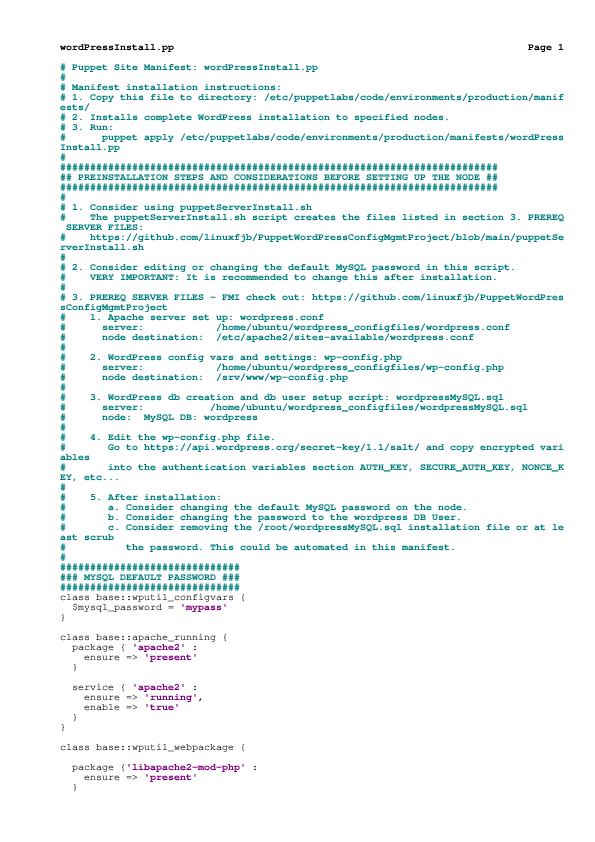 wordPressInstall.pp Page 1
# Puppet Site Manifest: wordPressInstall.pp
#
# Manifest installation instructions:
# 1. Copy this file to directory: /etc/puppetlabs/code/environments/production/manif
ests/
# 2. Installs complete WordPress installation to specified nodes.
# 3. Run:
#      puppet apply /etc/puppetlabs/code/environments/production/manifests/wordPress
Install.pp
#
#########################################################################
## PREINSTALLATION STEPS AND CONSIDERATIONS BEFORE SETTING UP THE NODE ##
#########################################################################
#
# 1. Consider using puppetServerInstall.sh
#    The puppetServerInstall.sh script creates the files listed in section 3. PREREQ
 SERVER FILES:
#    https://github.com/linuxfjb/PuppetWordPressConfigMgmtProject/blob/main/puppetSe
rverInstall.sh
#
# 2. Consider editing or changing the default MySQL password in this script.
#    VERY IMPORTANT: It is recommended to change this after installation.
#
# 3. PREREQ SERVER FILES - FMI check out: https://github.com/linuxfjb/PuppetWordPres
sConfigMgmtProject
#    1. Apache server set up: wordpress.conf
#      server:            /home/ubuntu/wordpress_configfiles/wordpress.conf
#      node destination:  /etc/apache2/sites-available/wordpress.conf
#
#    2. WordPress config vars and settings: wp-config.php
#      server:            /home/ubuntu/wordpress_configfiles/wp-config.php
#      node destination:  /srv/www/wp-config.php
#
#    3. WordPress db creation and db user setup script: wordpressMySQL.sql
#      server:           /home/ubuntu/wordpress_configfiles/wordpressMySQL.sql
#      node:  MySQL DB: wordpress
#
#    4. Edit the wp-config.php file.
#       Go to https://api.wordpress.org/secret-key/1.1/salt/ and copy encrypted vari
ables
#       into the authentication variables section AUTH_KEY, SECURE_AUTH_KEY, NONCE_K
EY, etc...
#
#    5. After installation:
#       a. Consider changing the default MySQL password on the node.
#       b. Consider changing the password to the wordpress DB User.
#       c. Consider removing the /root/wordpressMySQL.sql installation file or at le
ast scrub
#          the password. This could be automated in this manifest.
#
##############################
### MYSQL DEFAULT PASSWORD ###
##############################
class base::wputil_configvars {
  $mysql_password = 'mypass'
}

class base::apache_running {
  package { 'apache2' :
    ensure => 'present'
  }

  service { 'apache2' :
    ensure => 'running',
    enable => 'true'
  }
}

class base::wputil_webpackage {

  package {'libapache2-mod-php' :
    ensure => 'present'
  }